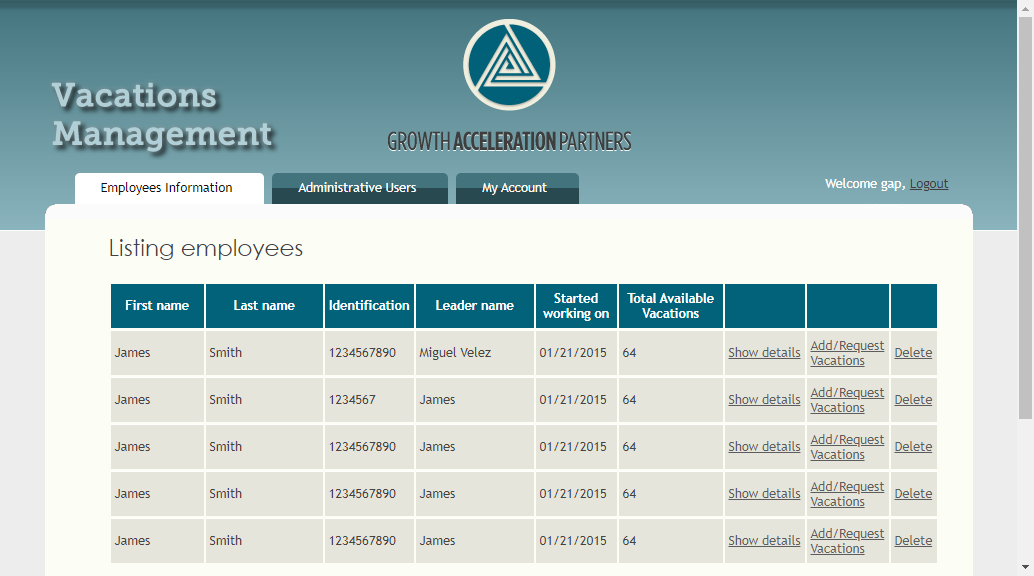 Vacations
Management
GROWTH ACCELERATION PARTNERS
Employees Information Administrative Users My Account Welcome gap, Logout
Listing employees
First name Last name Identification Leader name Started working on Total Available Vacations
James Smith 1234567890 Miguel Velez 01/21/2015 64 Show details Add/Request Vacations Delete
James Smith 1234567 James 01/21/2015 64 Show details Add/Request Vacations Delete
James Smith 1234567890 James 01/21/2015 64 Show details Add/Request Vacations Delete
James Smith 1234567890 James 01/21/2015 64 Show details Add/Request Vacations Delete
James Smith 1234567890 James 01/21/2015 64 Show details Add/Request Vacations Delete